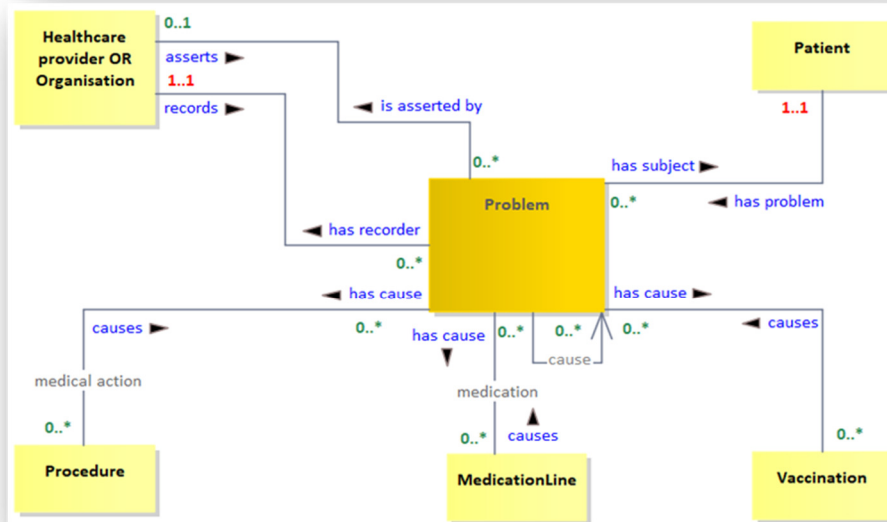 Healthcare
provider OR
Organisation
0..1
asserts
1..1
records
is asserted by
0..*
Patient
1..1
has subject
0..*
has problem
Problem
has recorder
0..*
has cause
0..*
causes
medical action
0..*
Procedure
has cause
0..*
medication
0..*
causes
MedicationLine
0..*
cause
has cause
0..*
causes
0..*
Vaccination